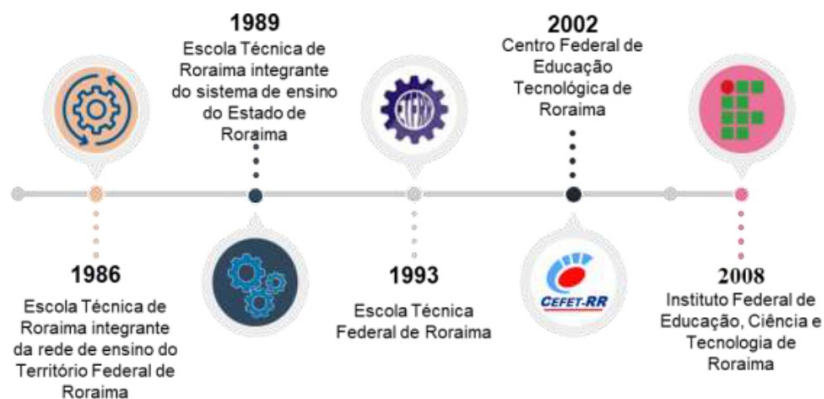 1986
Escola Técnica de
Roraima integrante
da rede de ensino do
Território Federal de
Roraima
1989
Escola Técnica de
Roraima integrante
do sistema de ensino
do Estado de
Roraima
1993
Escola Técnica
Federal de Roraima
2002
Centro Federal de
Educação
Tecnológica de
Roraima
CEFET-RR
2008
Instituto Federal de
Educação, Ciência e
Tecnologia de
Roraima